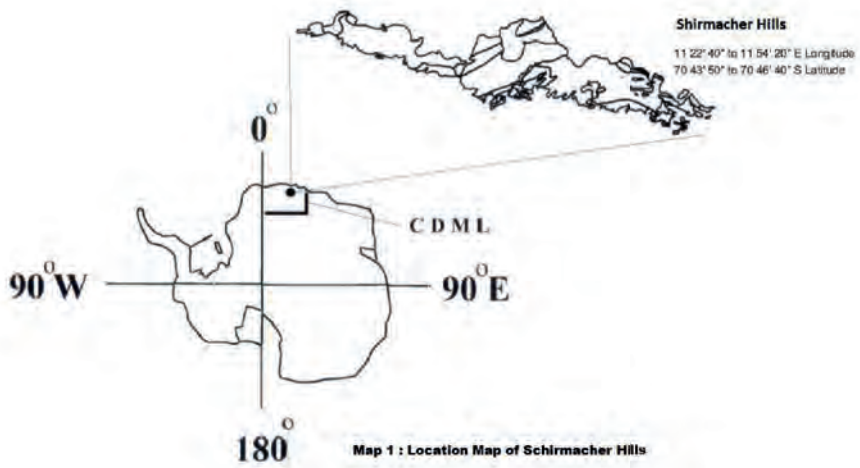 Shirmacher Hills
11 22' 40" to 11 54' 20" E Longitude
70 43' 50" to 70 46' 40" S Latitude
0°
C D M L
90°W
90°E
180°
Map 1 : Location Map of Schirmacher Hills